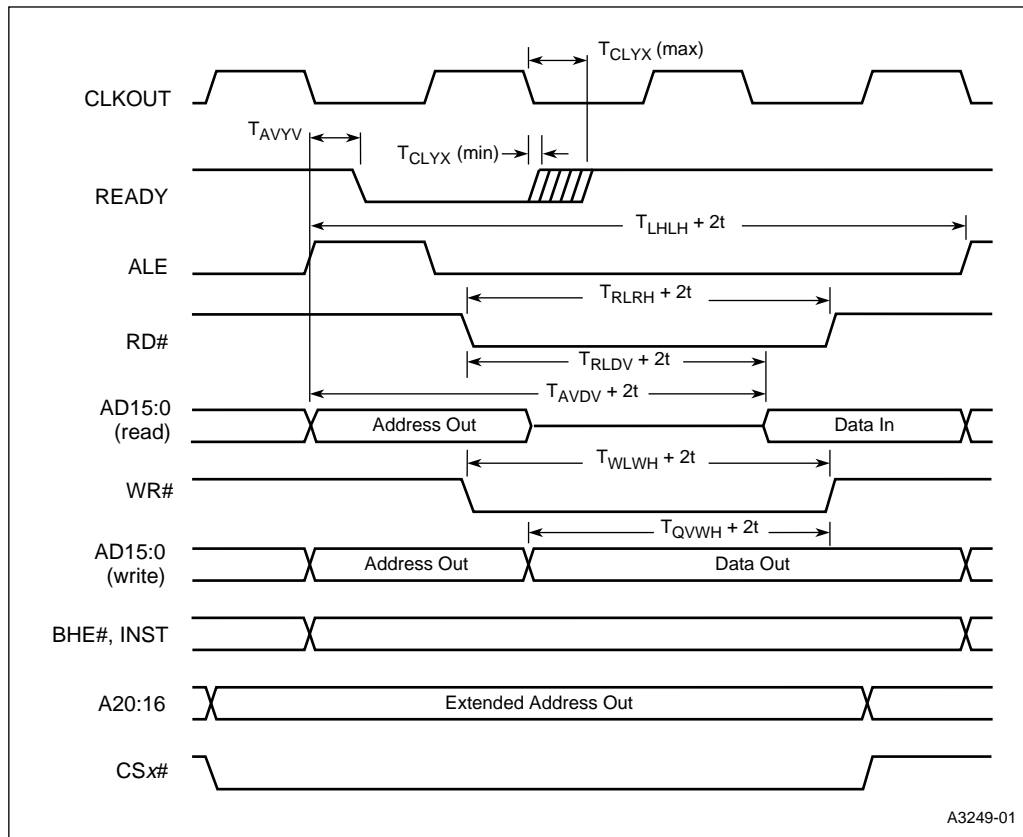 T_CLYX (max)
CLKOUT
T_AVYV
T_CLYX (min)
READY
T_LHLH + 2t
ALE
T_RLRH + 2t
RD#
T_RLDV + 2t
T_AVDV + 2t
AD15:0
(read)
Address Out
Data In
T_WLWH + 2t
WR#
T_QVWH + 2t
AD15:0
(write)
Address Out
Data Out
BHE#, INST
A20:16
Extended Address Out
CSx#
A3249-01